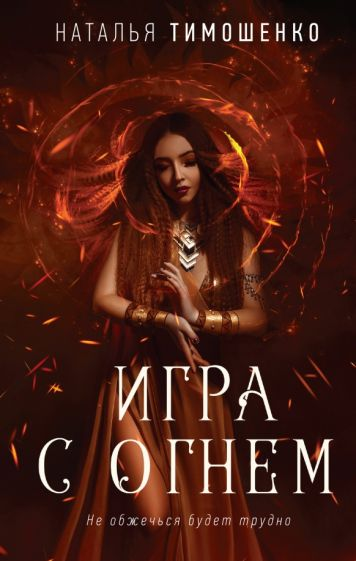 НАТАЛЬЯ ТИМОШЕНКО
ИГРА
С ОГНЕМ
Не обжечься будет трудно